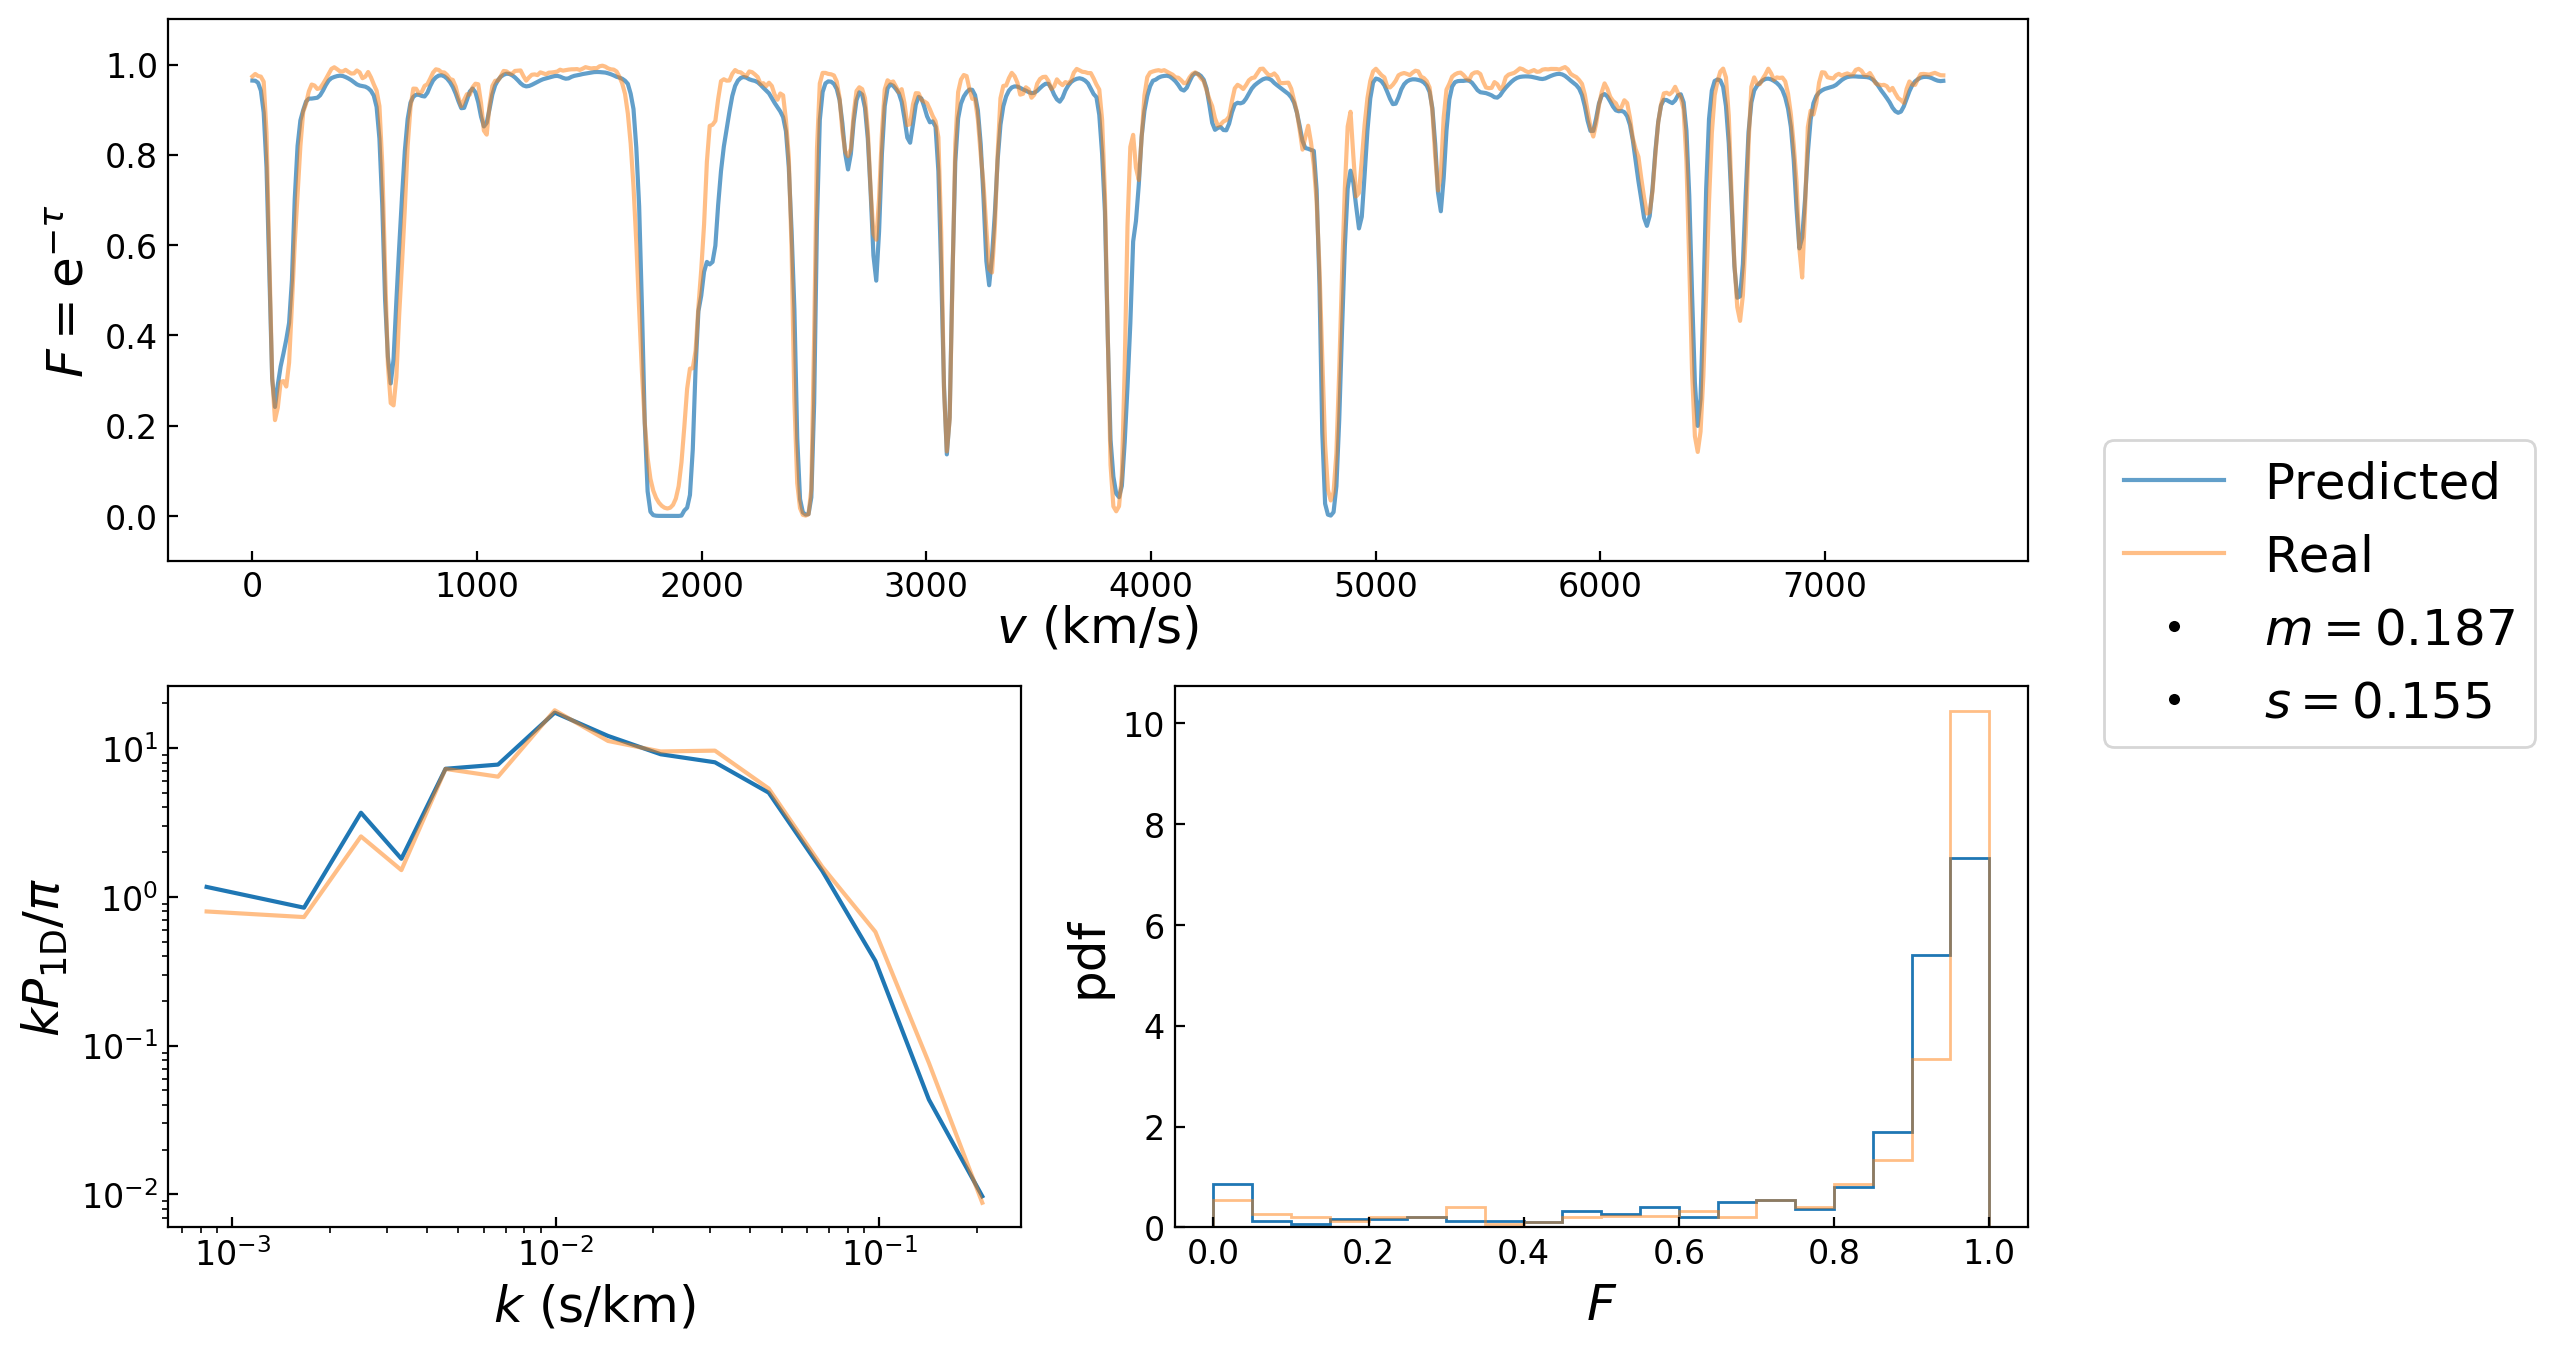 1.0
0.8
0.6
0.4
0.2
0.0
F = e^{−τ}
0 1000 2000 3000 4000 5000 6000 7000
v (km/s)
Predicted
Real
m = 0.187
s = 0.155
10^1
10^0
10^{−1}
10^{−2}
kP_{1D}/π
10^{−3} 10^{−2} 10^{−1}
k (s/km)
10
8
6
4
2
0
pdf
0.0 0.2 0.4 0.6 0.8 1.0
F